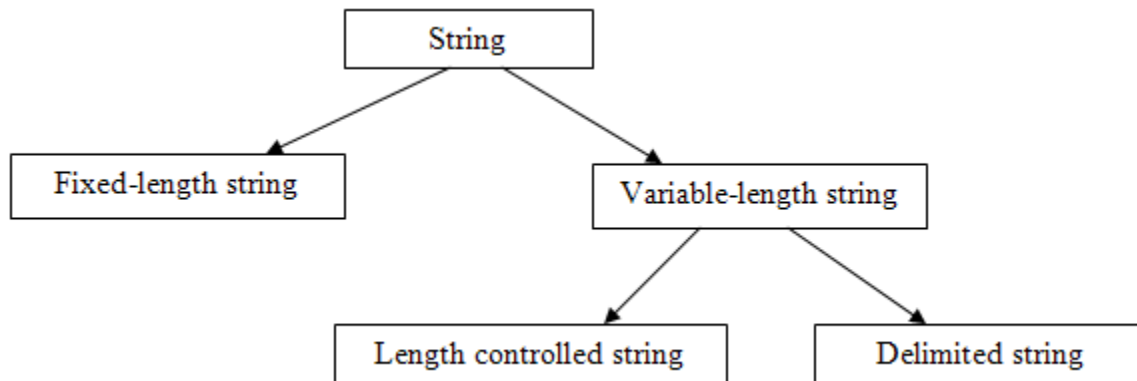 String
Fixed-length string
Variable-length string
Length controlled string
Delimited string